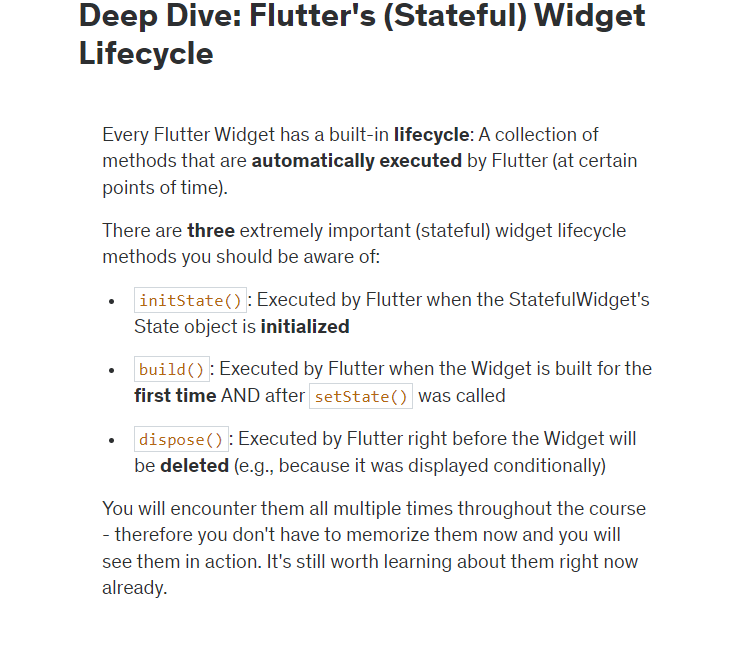 Deep Dive: Flutter's (Stateful) Widget
Lifecycle
Every Flutter Widget has a built-in lifecycle: A collection of
methods that are automatically executed by Flutter (at certain
points of time).
There are three extremely important (stateful) widget lifecycle
methods you should be aware of:
• initState(): Executed by Flutter when the StatefulWidget's
State object is initialized
• build(): Executed by Flutter when the Widget is built for the
first time AND after setState() was called
• dispose(): Executed by Flutter right before the Widget will
be deleted (e.g., because it was displayed conditionally)
You will encounter them all multiple times throughout the course
- therefore you don't have to memorize them now and you will
see them in action. It's still worth learning about them right now
already.